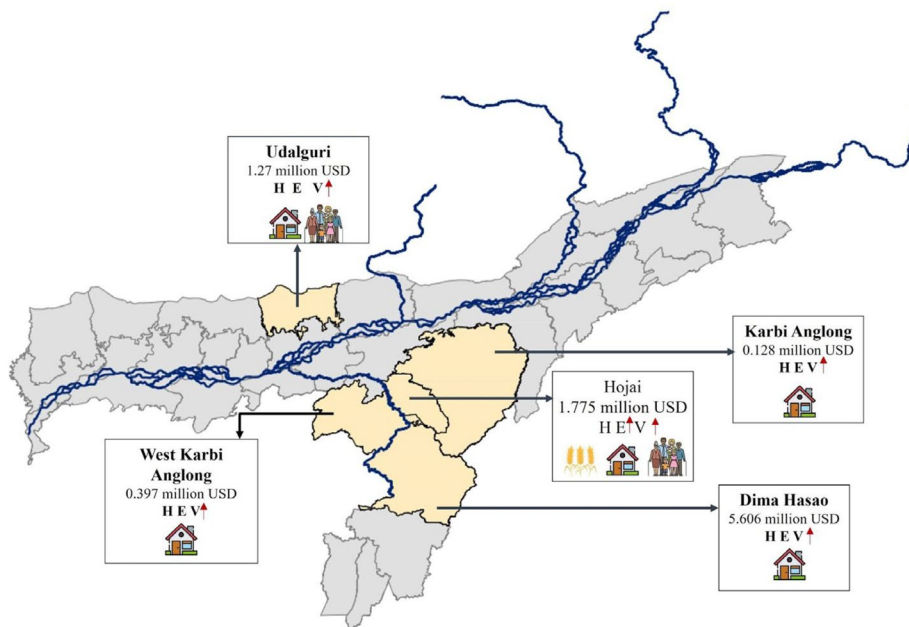 Udalguri
1.27 million USD
H E V↑
Karbi Anglong
0.128 million USD
H E V↑
Hojai
1.775 million USD
H E↑V↑
West Karbi
Anglong
0.397 million USD
H E V↑
Dima Hasao
5.606 million USD
H E V↑